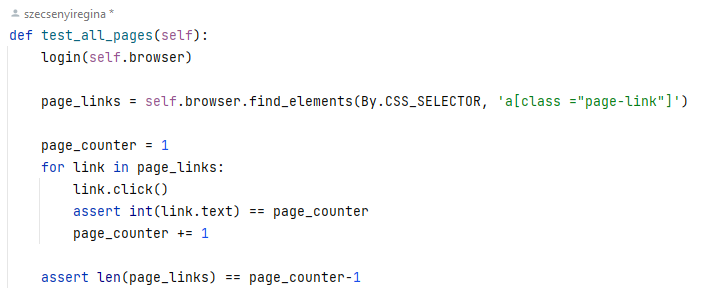 szecsenyiregina *
def test_all_pages(self):
    login(self.browser)

    page_links = self.browser.find_elements(By.CSS_SELECTOR, 'a[class ="page-link"]')

    page_counter = 1
    for link in page_links:
        link.click()
        assert int(link.text) == page_counter
        page_counter += 1

    assert len(page_links) == page_counter-1